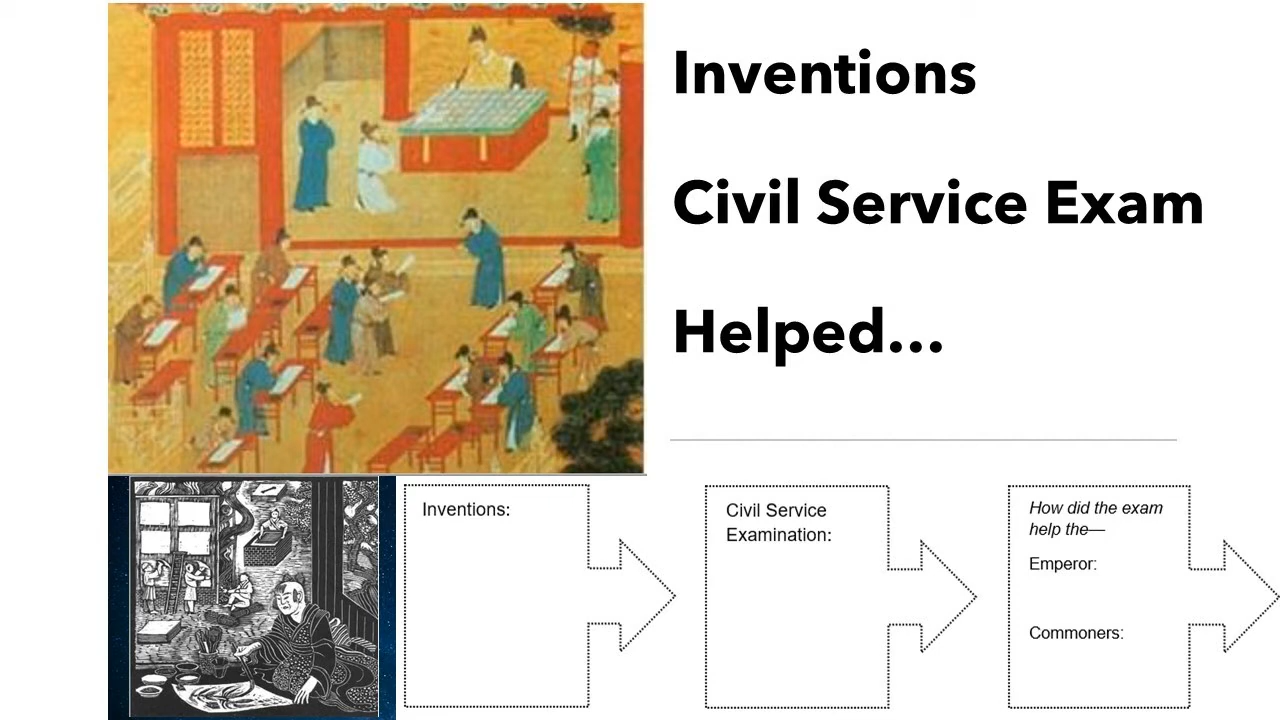 Inventions
Civil Service Exam
Helped…
Inventions:
Civil Service
Examination:
How did the exam
help the—
Emperor:
Commoners: